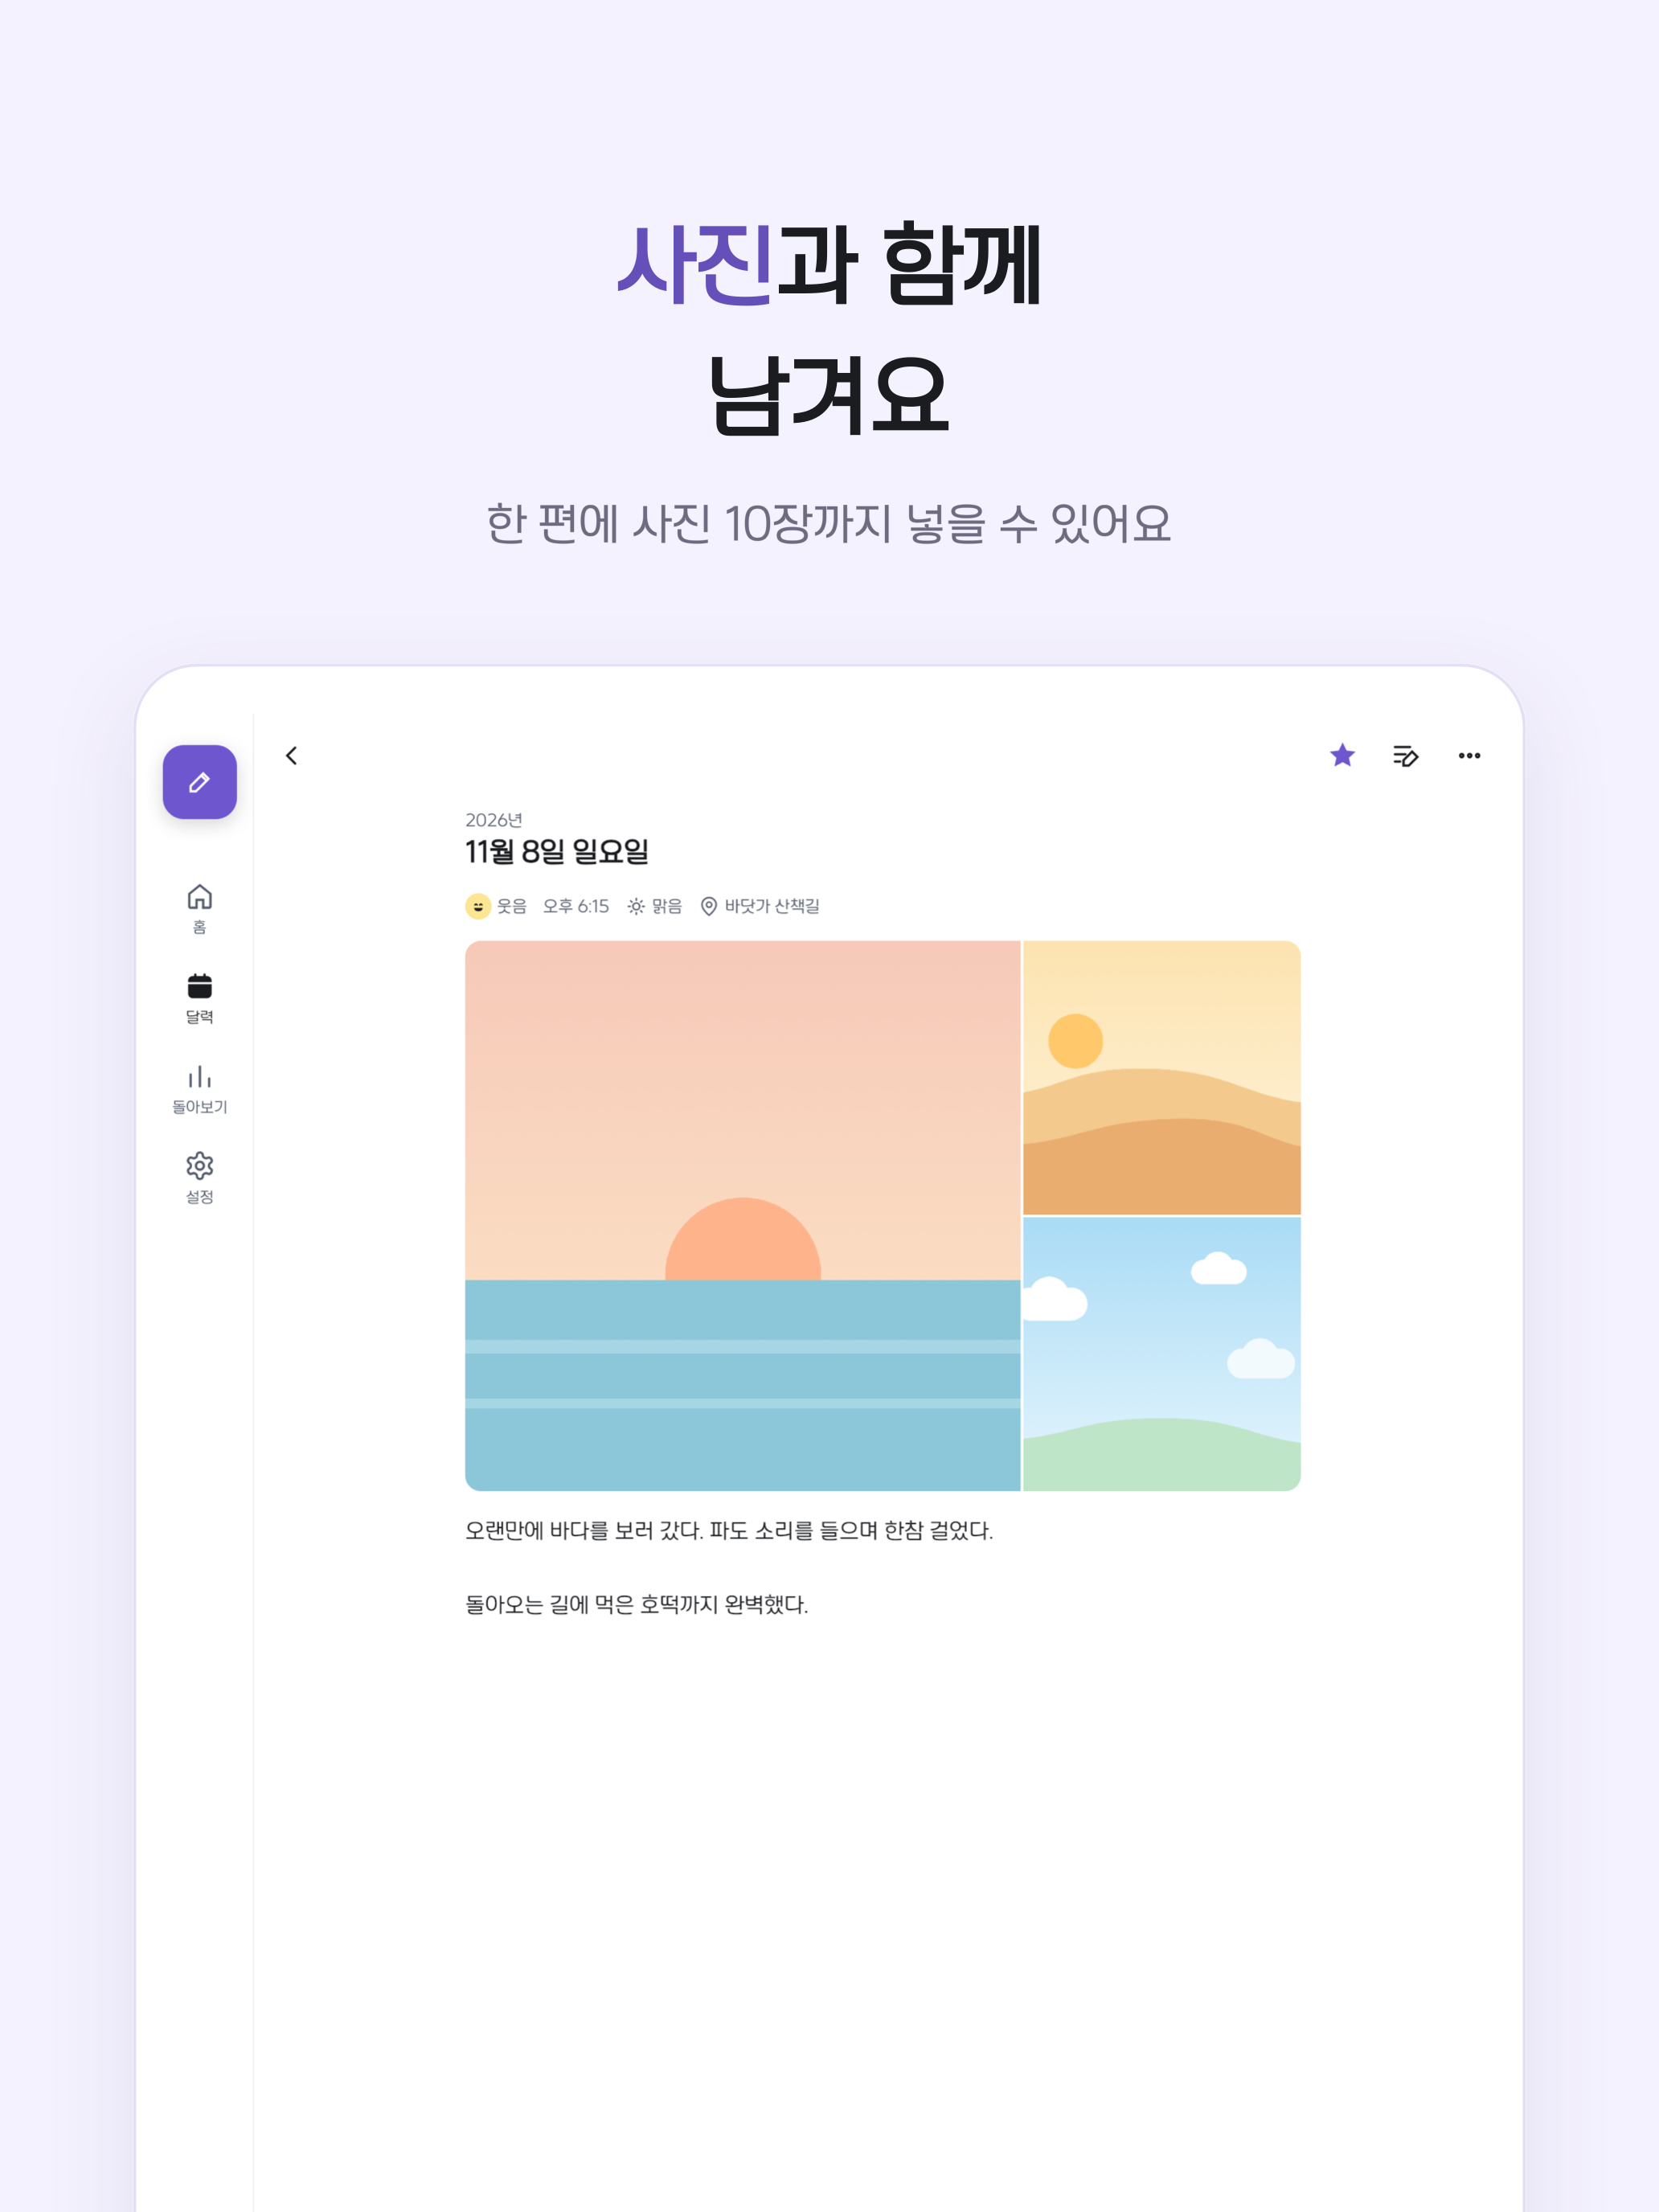 사진과 함께
남겨요
한 편에 사진 10장까지 넣을 수 있어요
2026년
11월 8일 일요일
웃음 오후 6:15 맑음 바닷가 산책길
홈
달력
돌아보기
설정
오랜만에 바다를 보러 갔다. 파도 소리를 들으며 한참 걸었다.
돌아오는 길에 먹은 호떡까지 완벽했다.